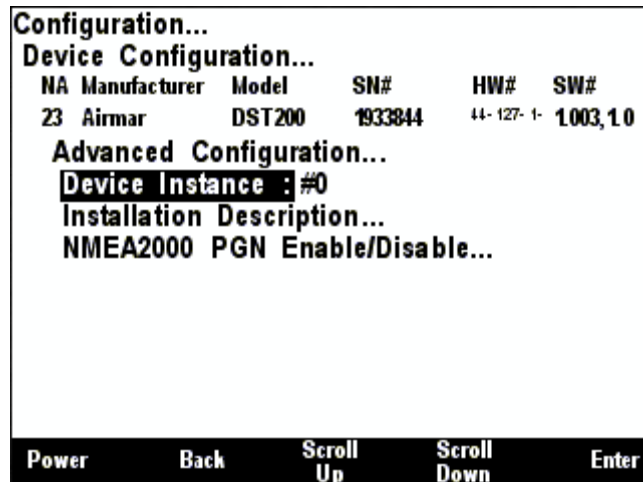 Configuration...
Device Configuration...
NA Manufacturer Model SN# HW# SW#
23 Airmar DST200 1933844 44-127-1- 1.003, 1.0
Advanced Configuration...
Device Instance : #0
Installation Description...
NMEA2000 PGN Enable/Disable...
Power Back Scroll Up Scroll Down Enter